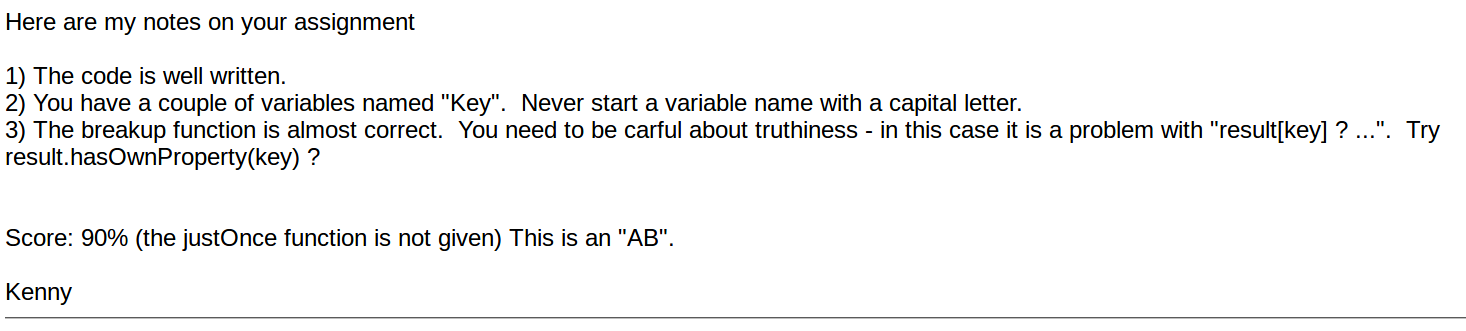 Here are my notes on your assignment
1) The code is well written.
2) You have a couple of variables named "Key".  Never start a variable name with a capital letter.
3) The breakup function is almost correct.  You need to be carful about truthiness - in this case it is a problem with "result[key] ? ...".  Try
result.hasOwnProperty(key) ?
Score: 90% (the justOnce function is not given) This is an "AB".
Kenny